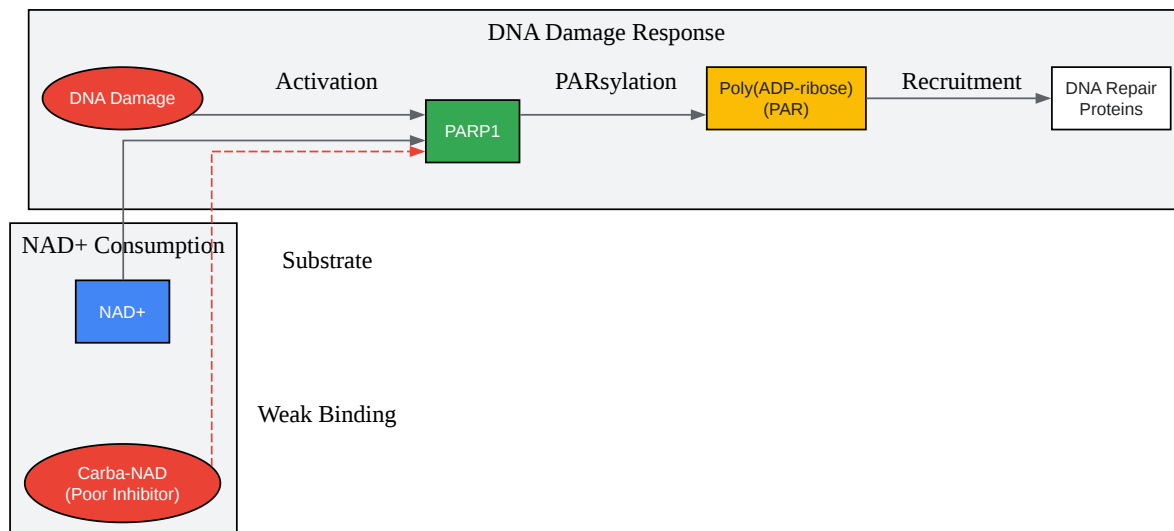 DNA Damage Response
DNA Damage
Activation
PARP1
PARsylation
Poly(ADP-ribose)
(PAR)
Recruitment
DNA Repair
Proteins
NAD+ Consumption
Substrate
NAD+
Weak Binding
Carba-NAD
(Poor Inhibitor)